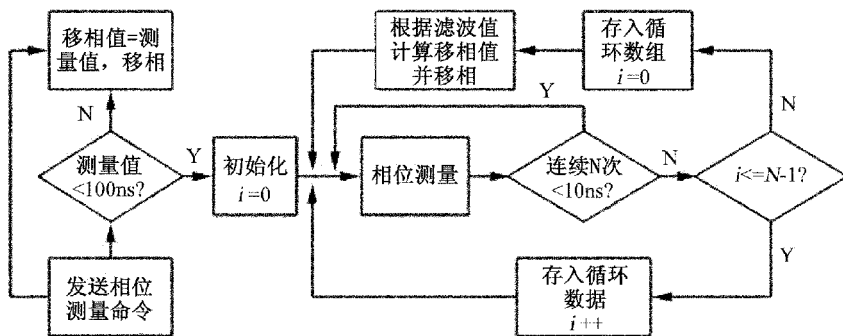 移相值=测
量值，移相
N
测量值
<100ns?
Y
发送相位
测量命令
初始化
i=0
根据滤波值
计算移相值
并移相
存入循
环数组
i=0
Y
相位测量
连续N次
<10ns?
N
N
i<=N-1?
Y
存入循环
数据
i++